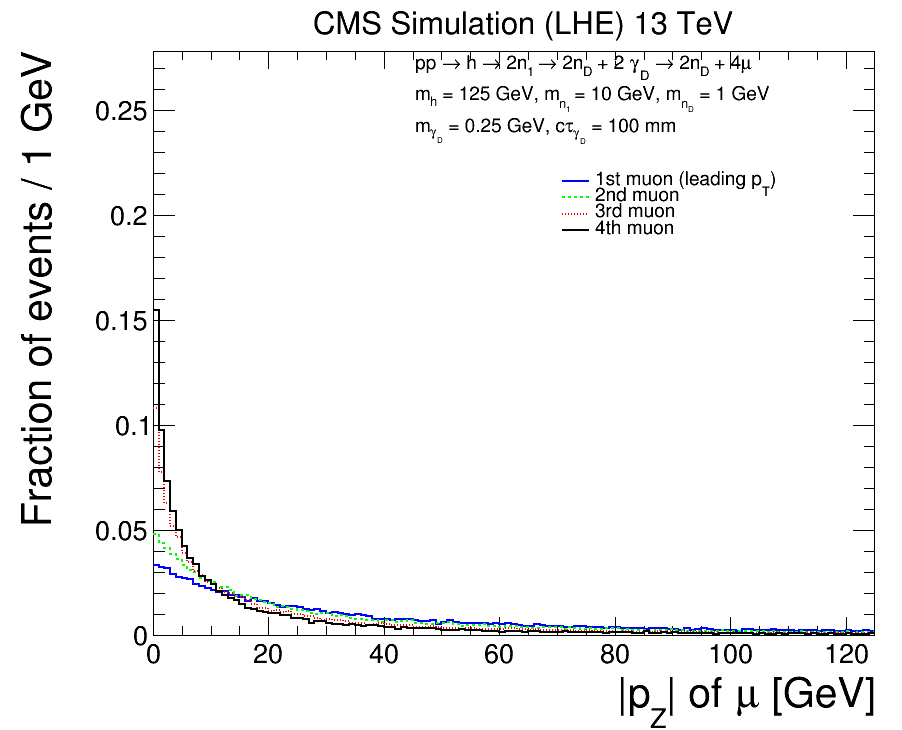 CMS Simulation (LHE) 13 TeV
pp → h → 2n1 → 2nD + 2 γD → 2nD + 4μ
mh = 125 GeV, mn1 = 10 GeV, mnD = 1 GeV
mγD = 0.25 GeV, cτγD = 100 mm
1st muon (leading pT)
2nd muon
3rd muon
4th muon
Fraction of events / 1 GeV
0.25
0.2
0.15
0.1
0.05
0
0 20 40 60 80 100 120
|pZ| of μ [GeV]